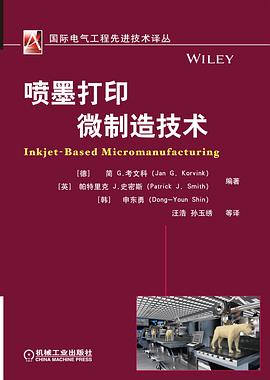 国际电气工程先进技术译丛
WILEY
喷墨打印
微制造技术
Inkjet-Based Micromanufacturing
[德] 简 G.考文科 (Jan G. Korvink)
[英] 帕特里克 J.史密斯 (Patrick J. Smith) 编著
[韩] 申东勇 (Dong-Youn Shin)
汪浩 孙玉绣 等译
机械工业出版社
CHINA MACHINE PRESS